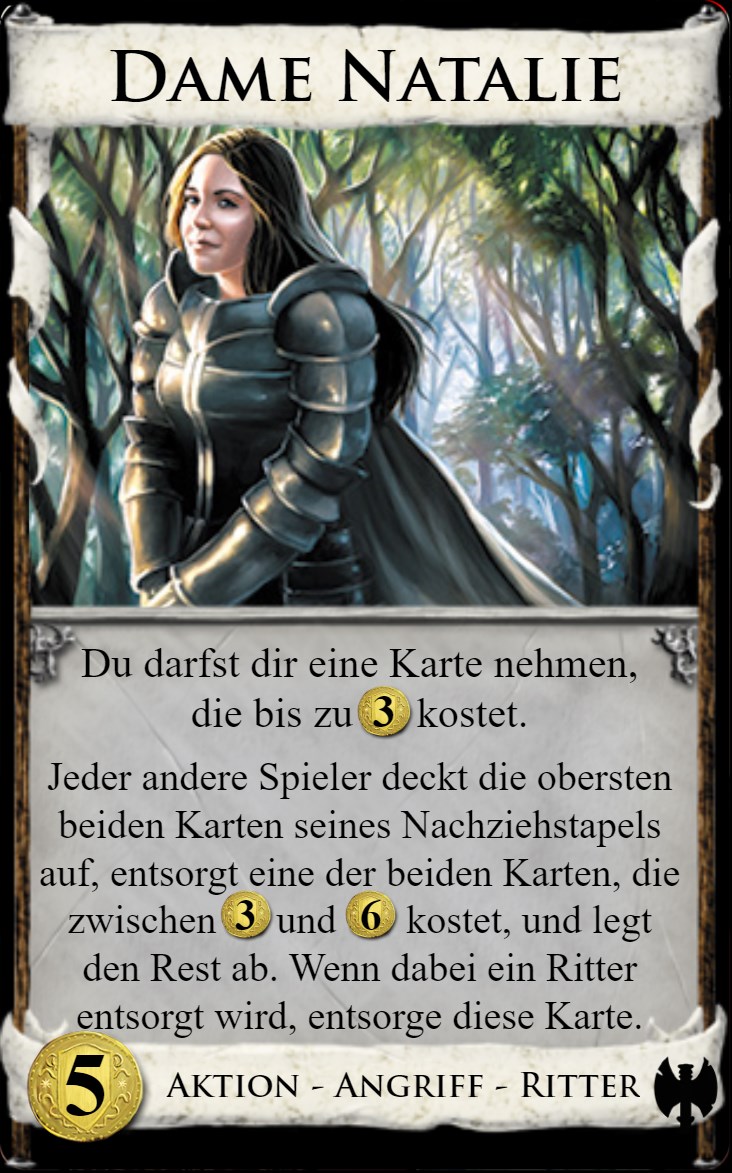 DAME NATALIE
Du darfst dir eine Karte nehmen,
die bis zu 3 kostet.
Jeder andere Spieler deckt die obersten
beiden Karten seines Nachziehstapels
auf, entsorgt eine der beiden Karten, die
zwischen 3 und 6 kostet, und legt
den Rest ab. Wenn dabei ein Ritter
entsorgt wird, entsorge diese Karte.
5 AKTION - ANGRIFF - RITTER